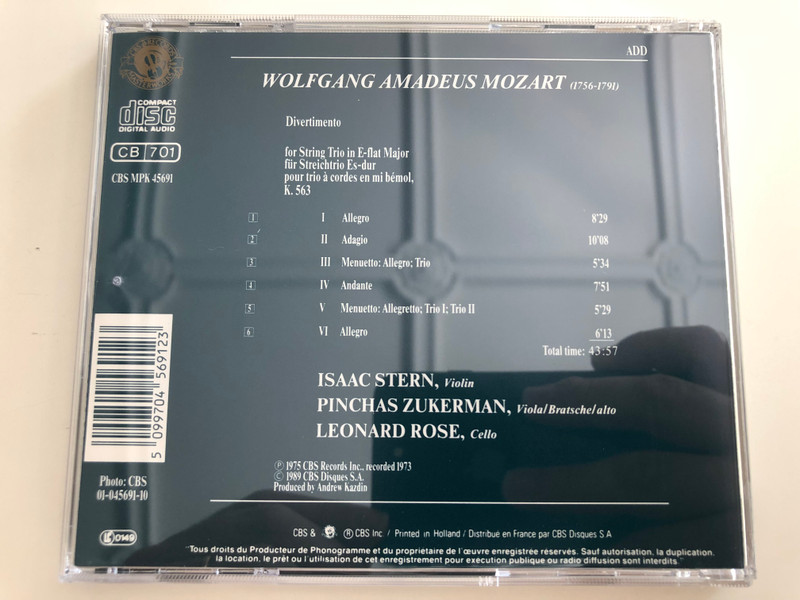 ADD
WOLFGANG AMADEUS MOZART (1756-1791)
COMPACT
disc
DIGITAL AUDIO
CB 701
CBS MPK 45691
Divertimento
for String Trio in E-flat Major
für Streichtrio Es-dur
pour trio à cordes en mi bémol,
K. 563
1 I Allegro 8'29
2 II Adagio 10'08
3 III Menuetto: Allegro; Trio 5'34
4 IV Andante 7'51
5 V Menuetto: Allegretto; Trio I; Trio II 5'29
6 VI Allegro 6'13
Total time: 43:57
ISAAC STERN, Violin
PINCHAS ZUKERMAN, Viola/Bratsche/alto
LEONARD ROSE, Cello
5 099704 569123
Photo: CBS
01-045691-10
Ⓟ 1975 CBS Records Inc., recorded 1973
© 1989 CBS Disques S.A.
Produced by Andrew Kazdin
LC 0149
CBS & ® CBS Inc / Printed in Holland / Distribué en France par CBS Disques S A
"Tous droits du Producteur de Phonogramme et du propriétaire de l'œuvre enregistrée réservés. Sauf autorisation, la duplication,
la location, le prêt ou l'utilisation de cet enregistrement pour exécution publique ou radio diffusion sont interdits."